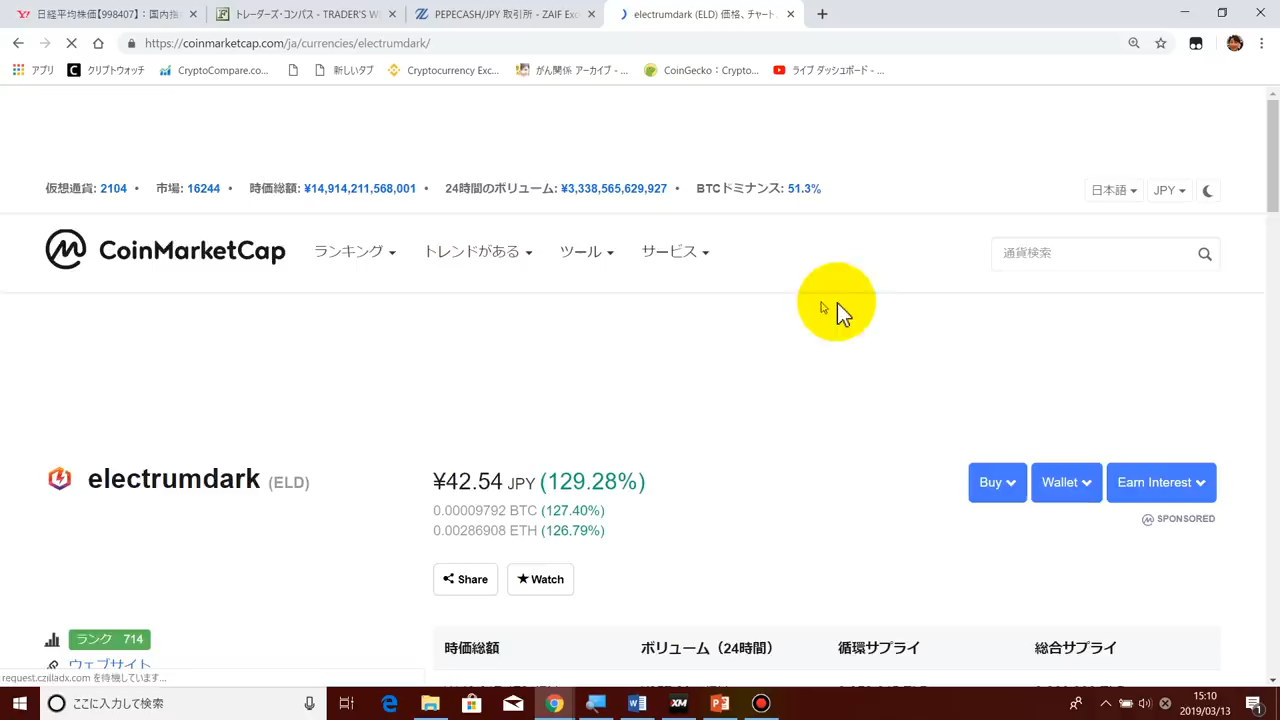 日経平均株価【998407】：国内指
トレーダーズ・コンパス - TRADER'S W
PEPECASH/JPY 取引所 - ZAIF Exc
electrumdark (ELD) 価格、チャート、
https://coinmarketcap.com/ja/currencies/electrumdark/
アプリ
クリプトウォッチ
CryptoCompare.co...
新しいタブ
Cryptocurrency Exc...
がん関係 アーカイブ - ...
CoinGecko：Crypto...
ライブ ダッシュボード - ...
仮想通貨: 2104 • 市場: 16244 • 時価総額: ¥14,914,211,568,001 • 24時間のボリューム: ¥3,338,565,629,927 • BTCドミナンス: 51.3%
日本語
JPY
CoinMarketCap
ランキング
トレンドがある
ツール
サービス
通貨検索
electrumdark (ELD)
¥42.54 JPY (129.28%)
0.00009792 BTC (127.40%)
0.00286908 ETH (126.79%)
Buy
Wallet
Earn Interest
SPONSORED
Share
Watch
ランク 714
ウェブサイト
時価総額
ボリューム（24時間）
循環サプライ
総合サプライ
request.czilladx.com を待機しています...
ここに入力して検索
15:10
2019/03/13